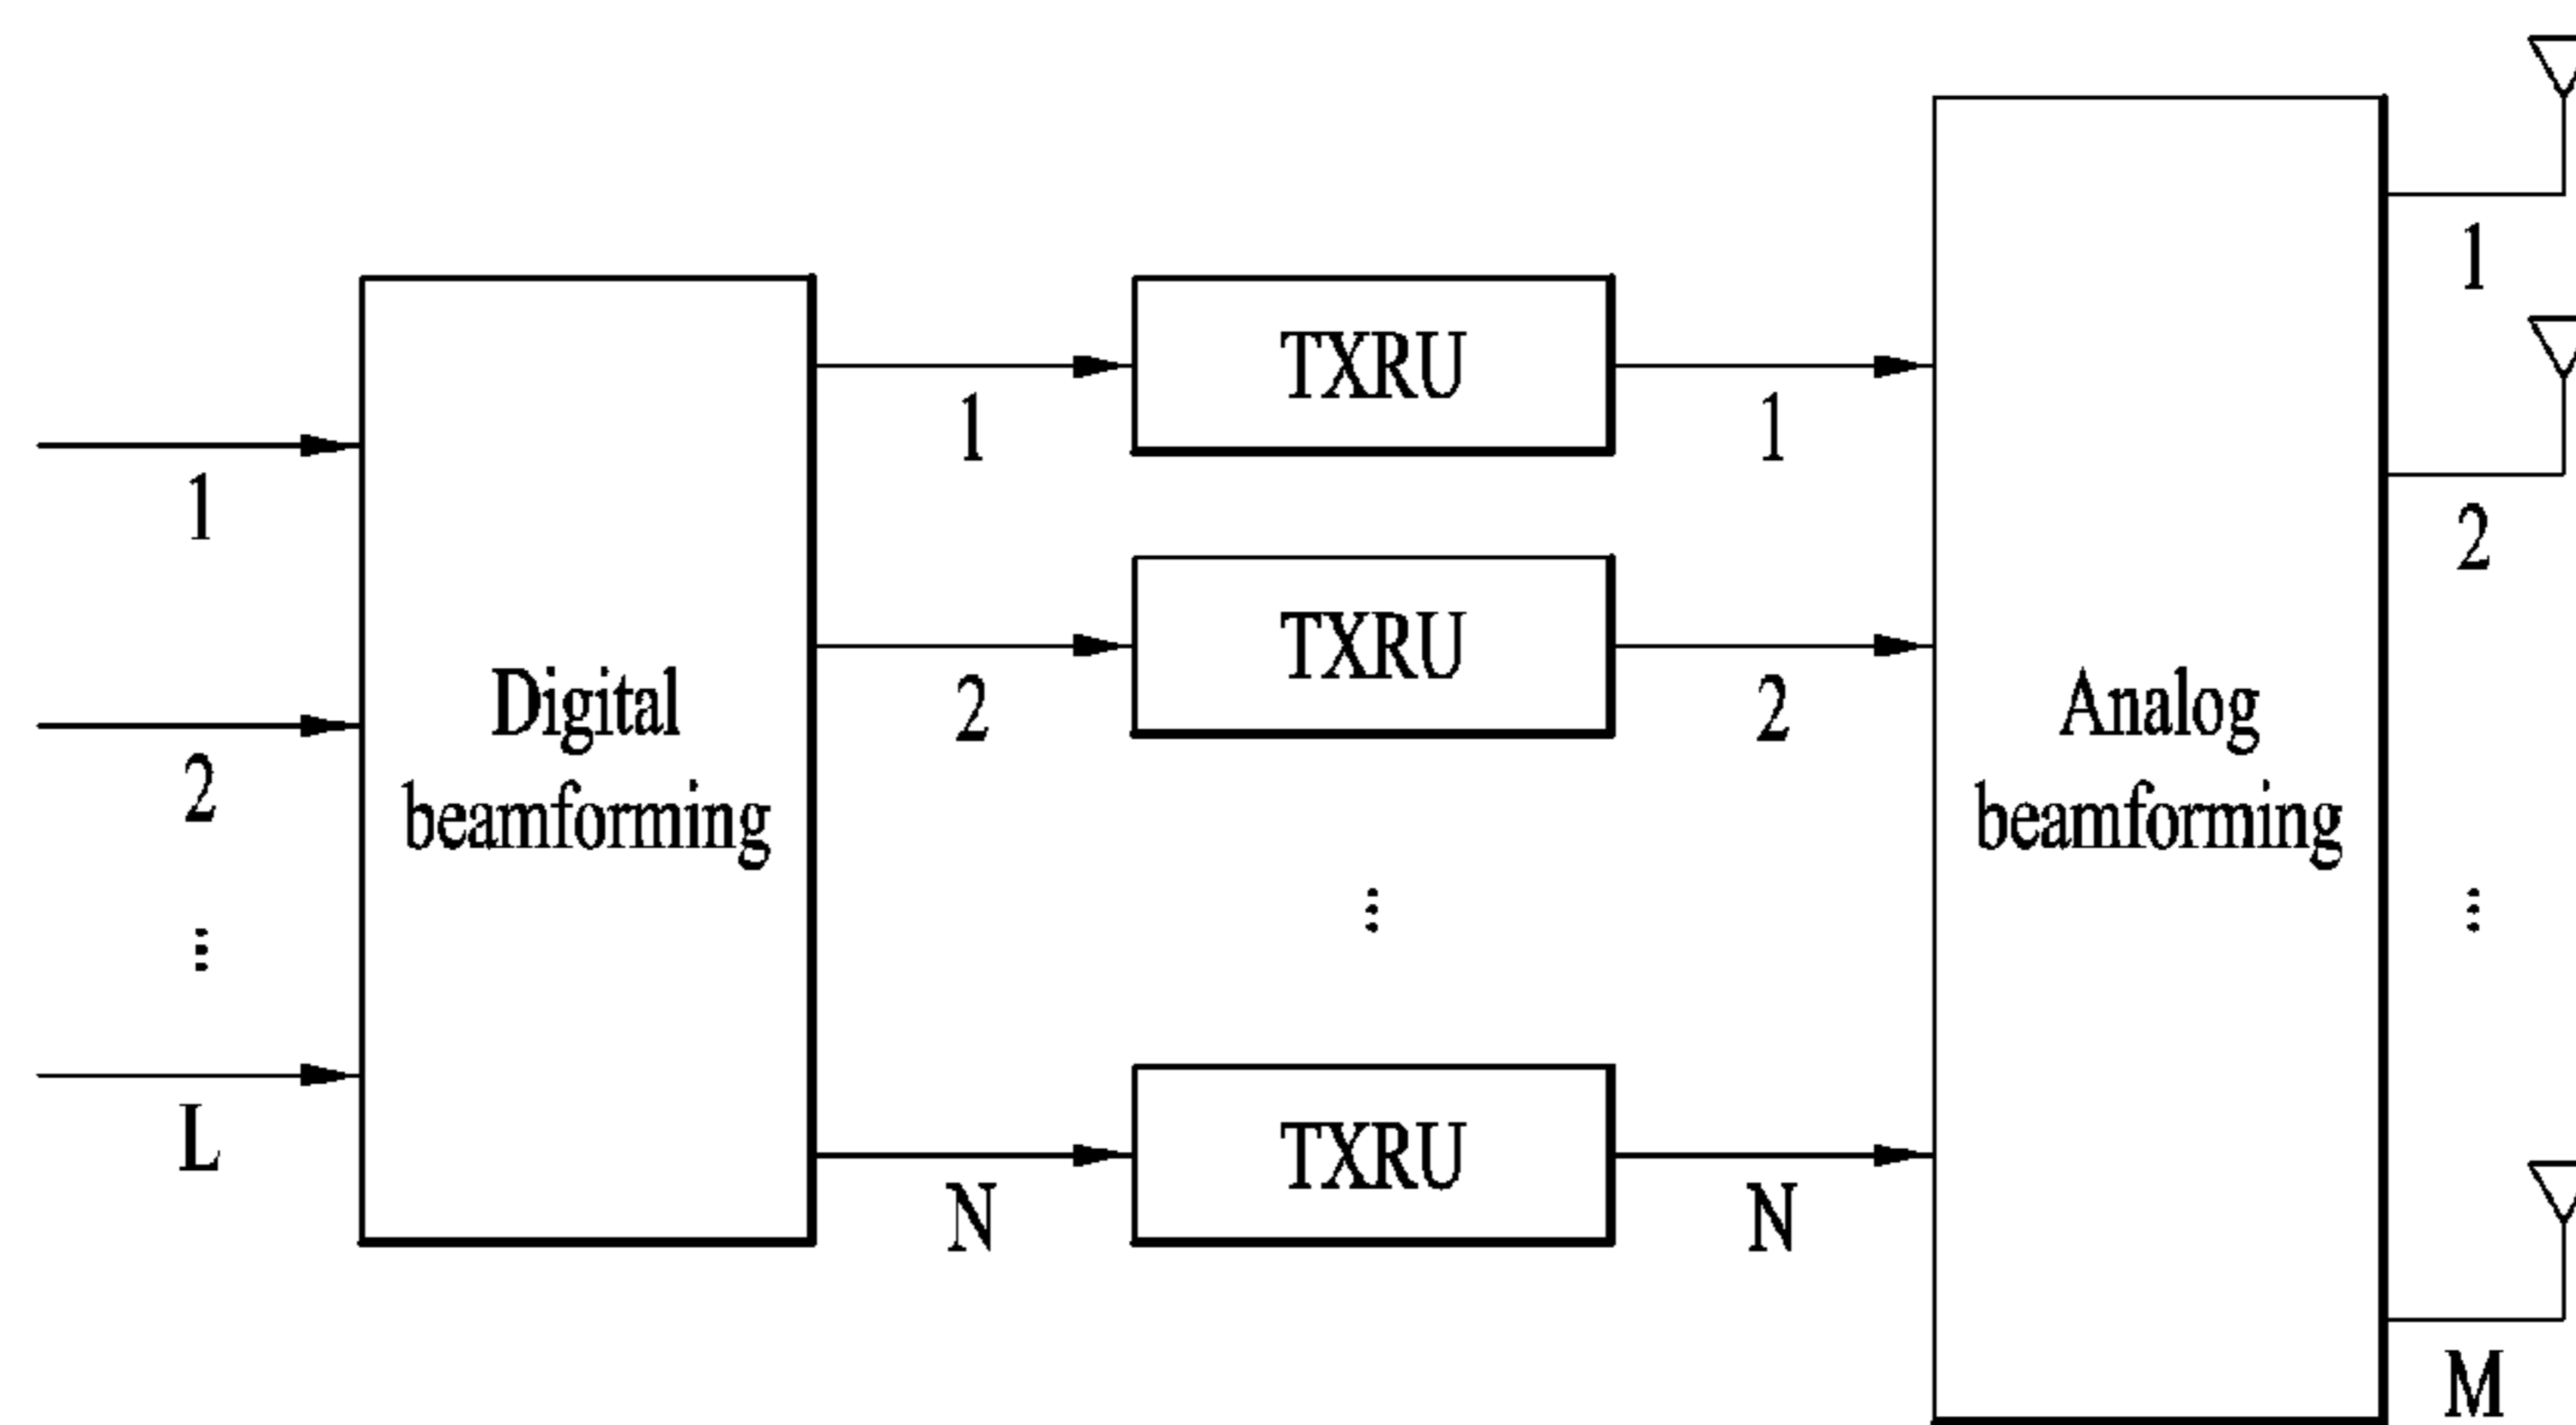 1
2
⋮
L
Digital
beamforming
1
2
N
TXRU
TXRU
⋮
TXRU
1
2
N
Analog
beamforming
1
2
⋮
M